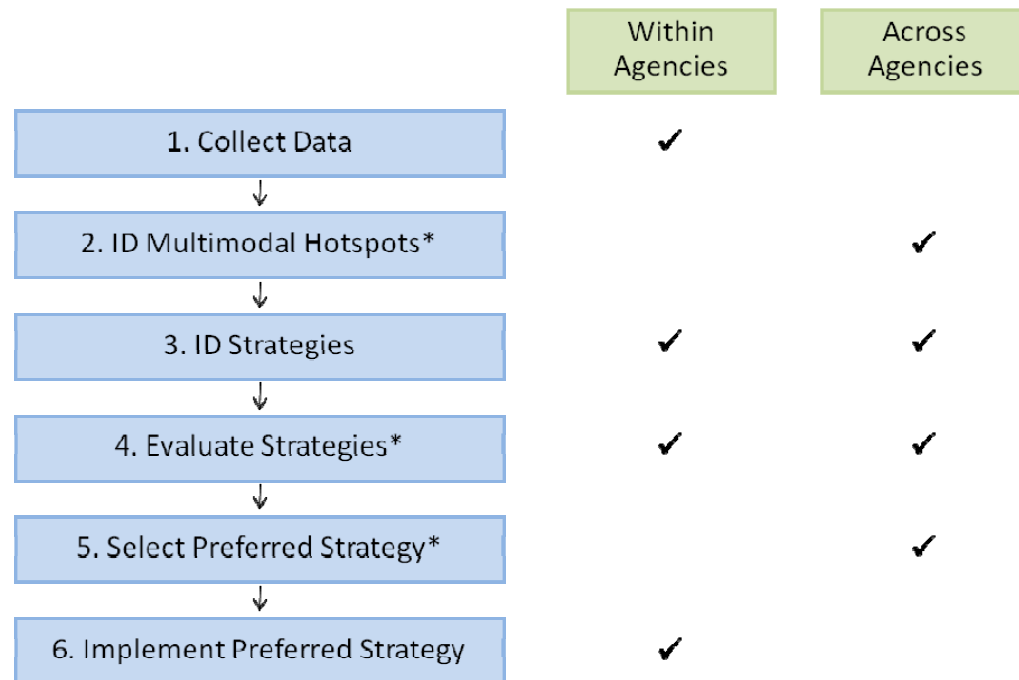 Within
Agencies
Across
Agencies
1. Collect Data
✓
↓
2. ID Multimodal Hotspots*
✓
↓
3. ID Strategies
✓ ✓
↓
4. Evaluate Strategies*
✓ ✓
↓
5. Select Preferred Strategy*
✓
↓
6. Implement Preferred Strategy
✓